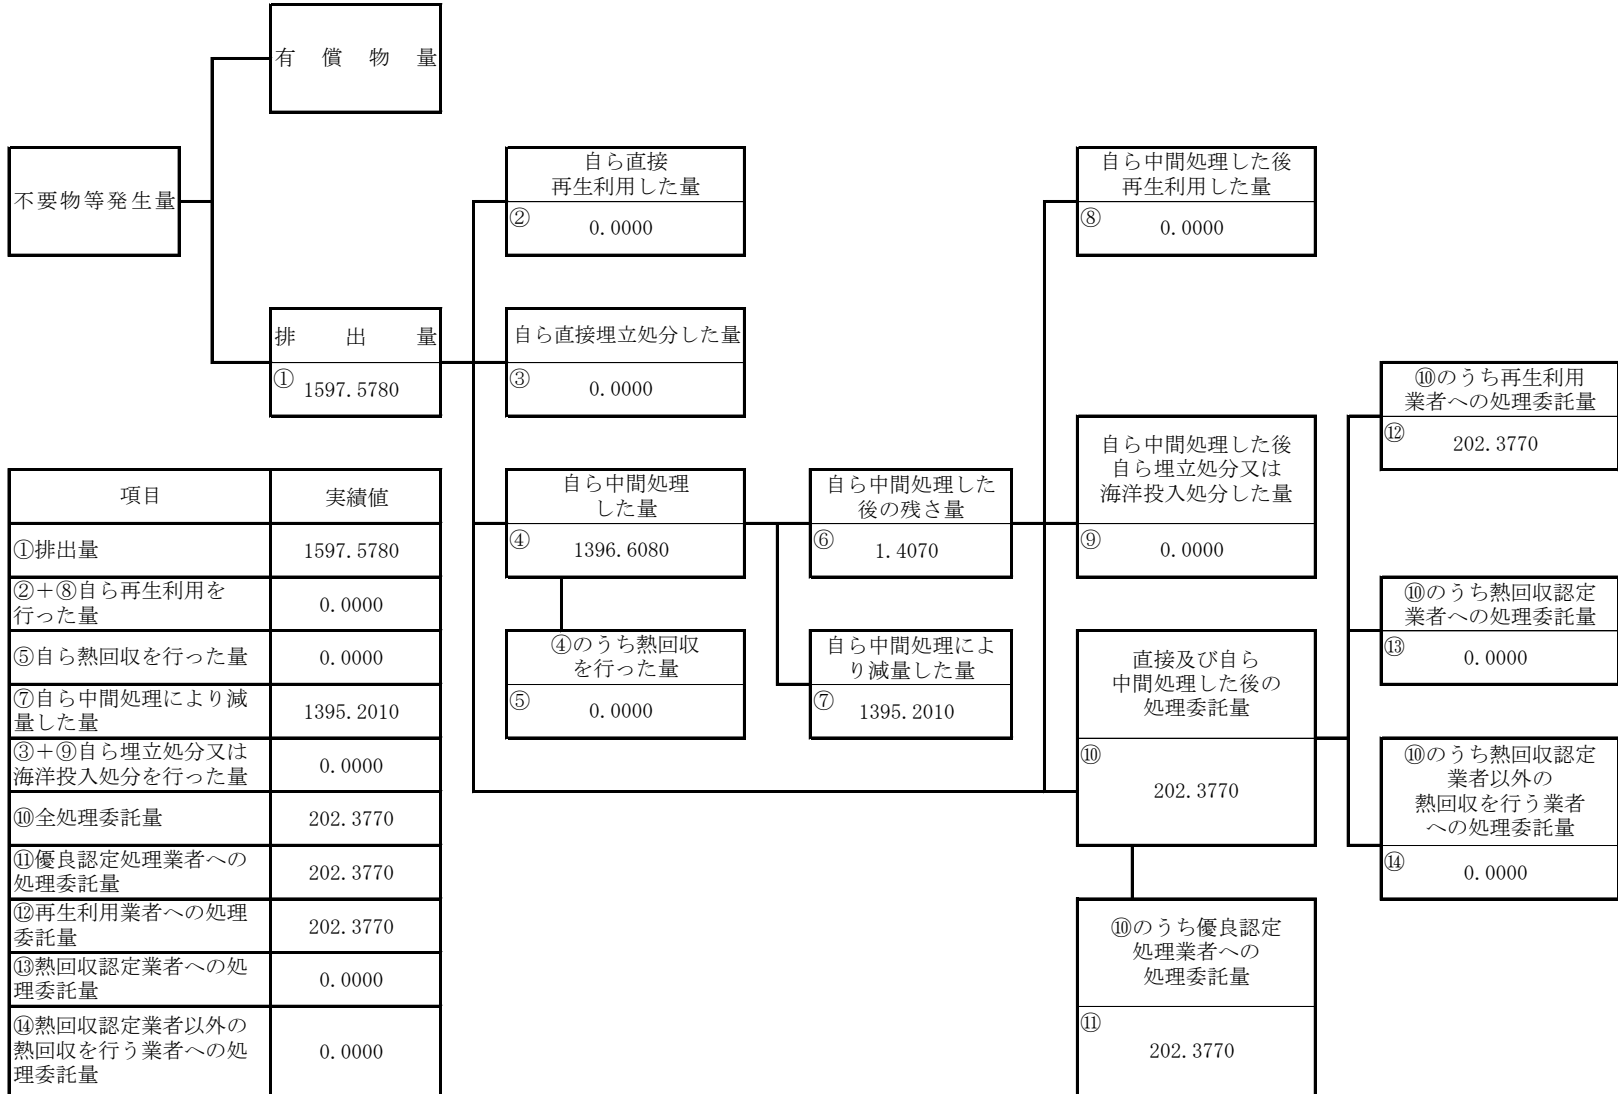 有償物量
不要物等発生量
自ら直接
再生利用した量
② 0.0000
自ら中間処理した後
再生利用した量
⑧ 0.0000
排出量
① 1597.5780
自ら直接埋立処分した量
③ 0.0000
⑩のうち再生利用
業者への処理委託量
⑫ 202.3770
自ら中間処理した後
自ら埋立処分又は
海洋投入処分した量
⑨ 0.0000
自ら中間処理
した量
④ 1396.6080
自ら中間処理した
後の残さ量
⑥ 1.4070
④のうち熱回収
を行った量
⑤ 0.0000
自ら中間処理によ
り減量した量
⑦ 1395.2010
直接及び自ら
中間処理した後の
処理委託量
⑩
202.3770
⑩のうち熱回収認定
業者への処理委託量
⑬ 0.0000
⑩のうち熱回収認定
業者以外の
熱回収を行う業者
への処理委託量
⑭ 0.0000
⑩のうち優良認定
処理業者への
処理委託量
⑪
202.3770
項目 実績値
①排出量 1597.5780
②＋⑧自ら再生利用を
行った量 0.0000
⑤自ら熱回収を行った量 0.0000
⑦自ら中間処理により減
量した量 1395.2010
③＋⑨自ら埋立処分又は
海洋投入処分を行った量 0.0000
⑩全処理委託量 202.3770
⑪優良認定処理業者への
処理委託量 202.3770
⑫再生利用業者への処理
委託量 202.3770
⑬熱回収認定業者への処
理委託量 0.0000
⑭熱回収認定業者以外の
熱回収を行う業者への処
理委託量 0.0000